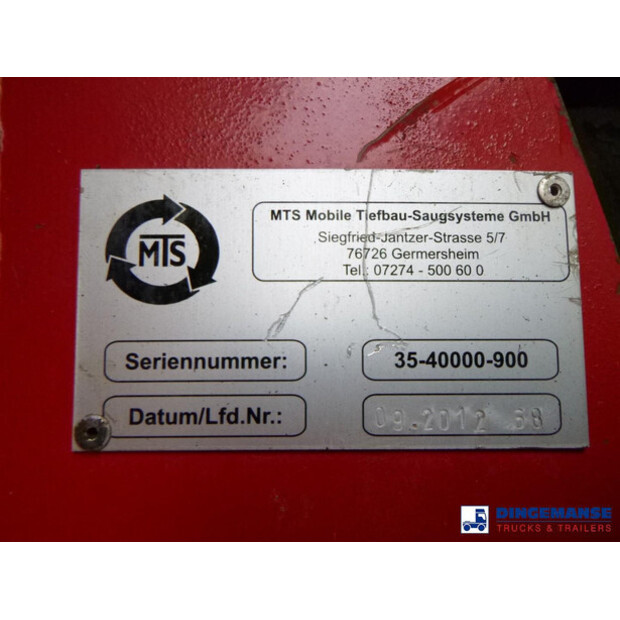 MTS
MTS Mobile Tiefbau-Saugsysteme GmbH
Siegfried-Jantzer-Strasse 5/7
76726 Germersheim
Tel.: 07274 - 500 60 0
Seriennummer: 35-40000-900
Datum/Lfd.Nr.: 09.2012 68
DINGEMANSE
TRUCKS & TRAILERS